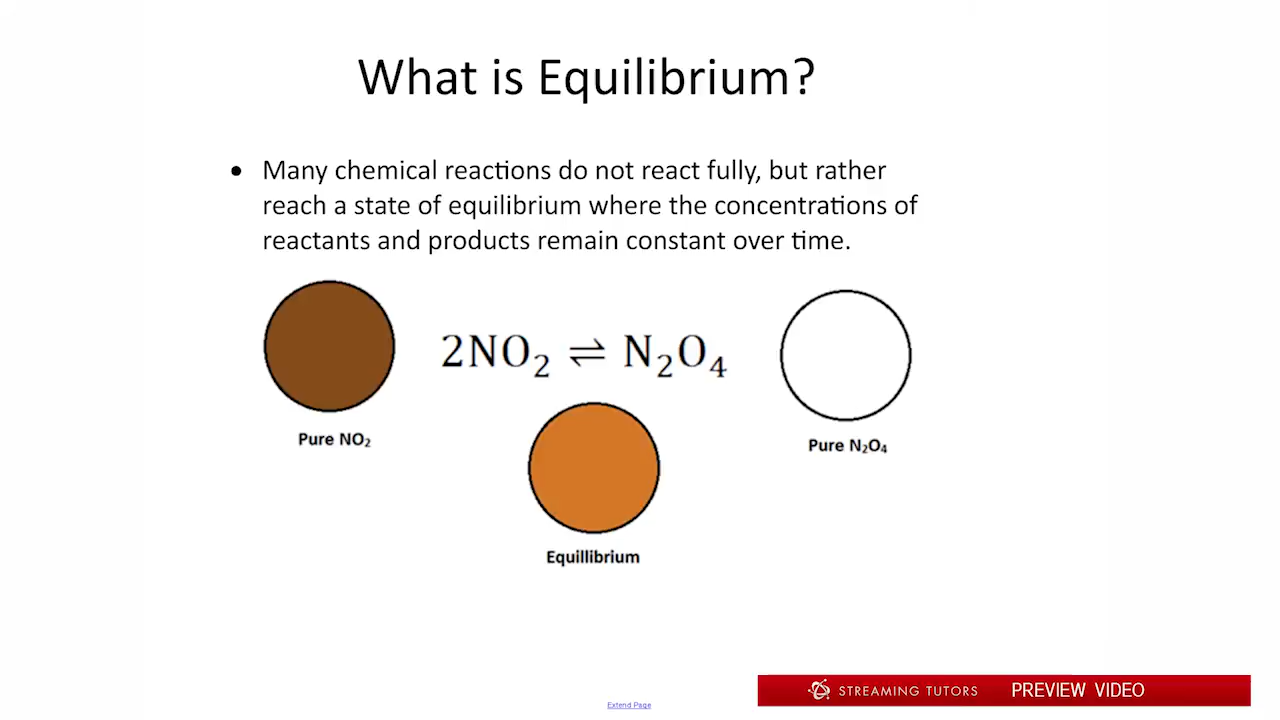 What is Equilibrium?
• Many chemical reactions do not react fully, but rather
reach a state of equilibrium where the concentrations of
reactants and products remain constant over time.
2NO₂ ⇌ N₂O₄
Pure NO₂
Pure N₂O₄
Equillibrium
STREAMING TUTORS PREVIEW VIDEO
Extend Page